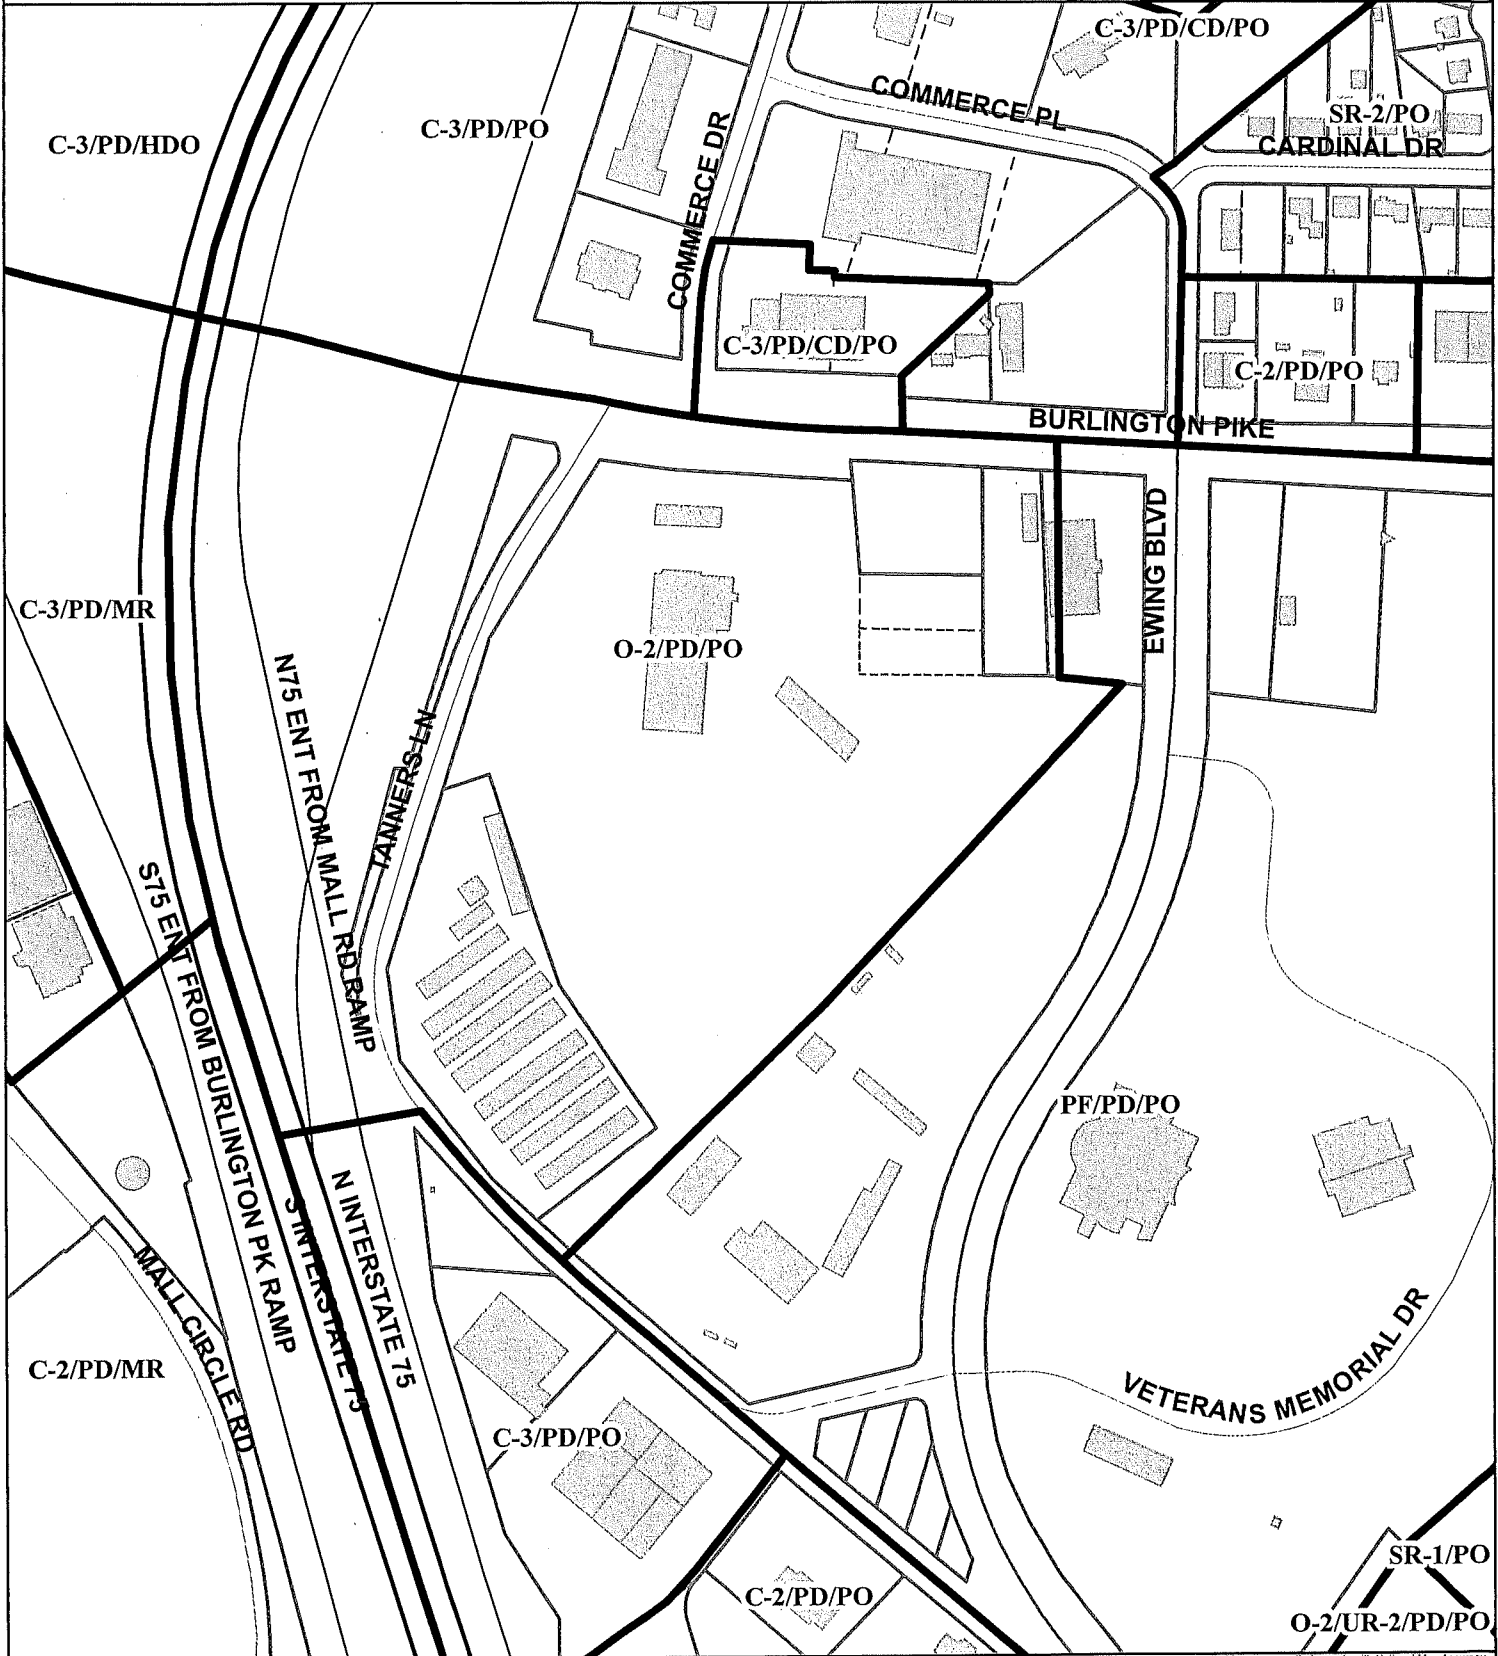 C-3/PD/CD/PO
COMMERCE PL
SR-2/PO
CARDINAL DR
C-3/PD/HDO
C-3/PD/PO
COMMERCE DR
C-3/PD/CD/PO
C-2/PD/PO
BURLINGTON PIKE
EWING BLVD
C-3/PD/MR
O-2/PD/PO
N75 ENT FROM MALL RD RAMP
TANNERS LN
S75 ENT FROM BURLINGTON PK RAMP
PF/PD/PO
N INTERSTATE 75
S INTERSTATE 75
MALL CIRCLE RD
C-2/PD/MR
VETERANS MEMORIAL DR
C-3/PD/PO
C-2/PD/PO
SR-1/PO
O-2/UR-2/PD/PO